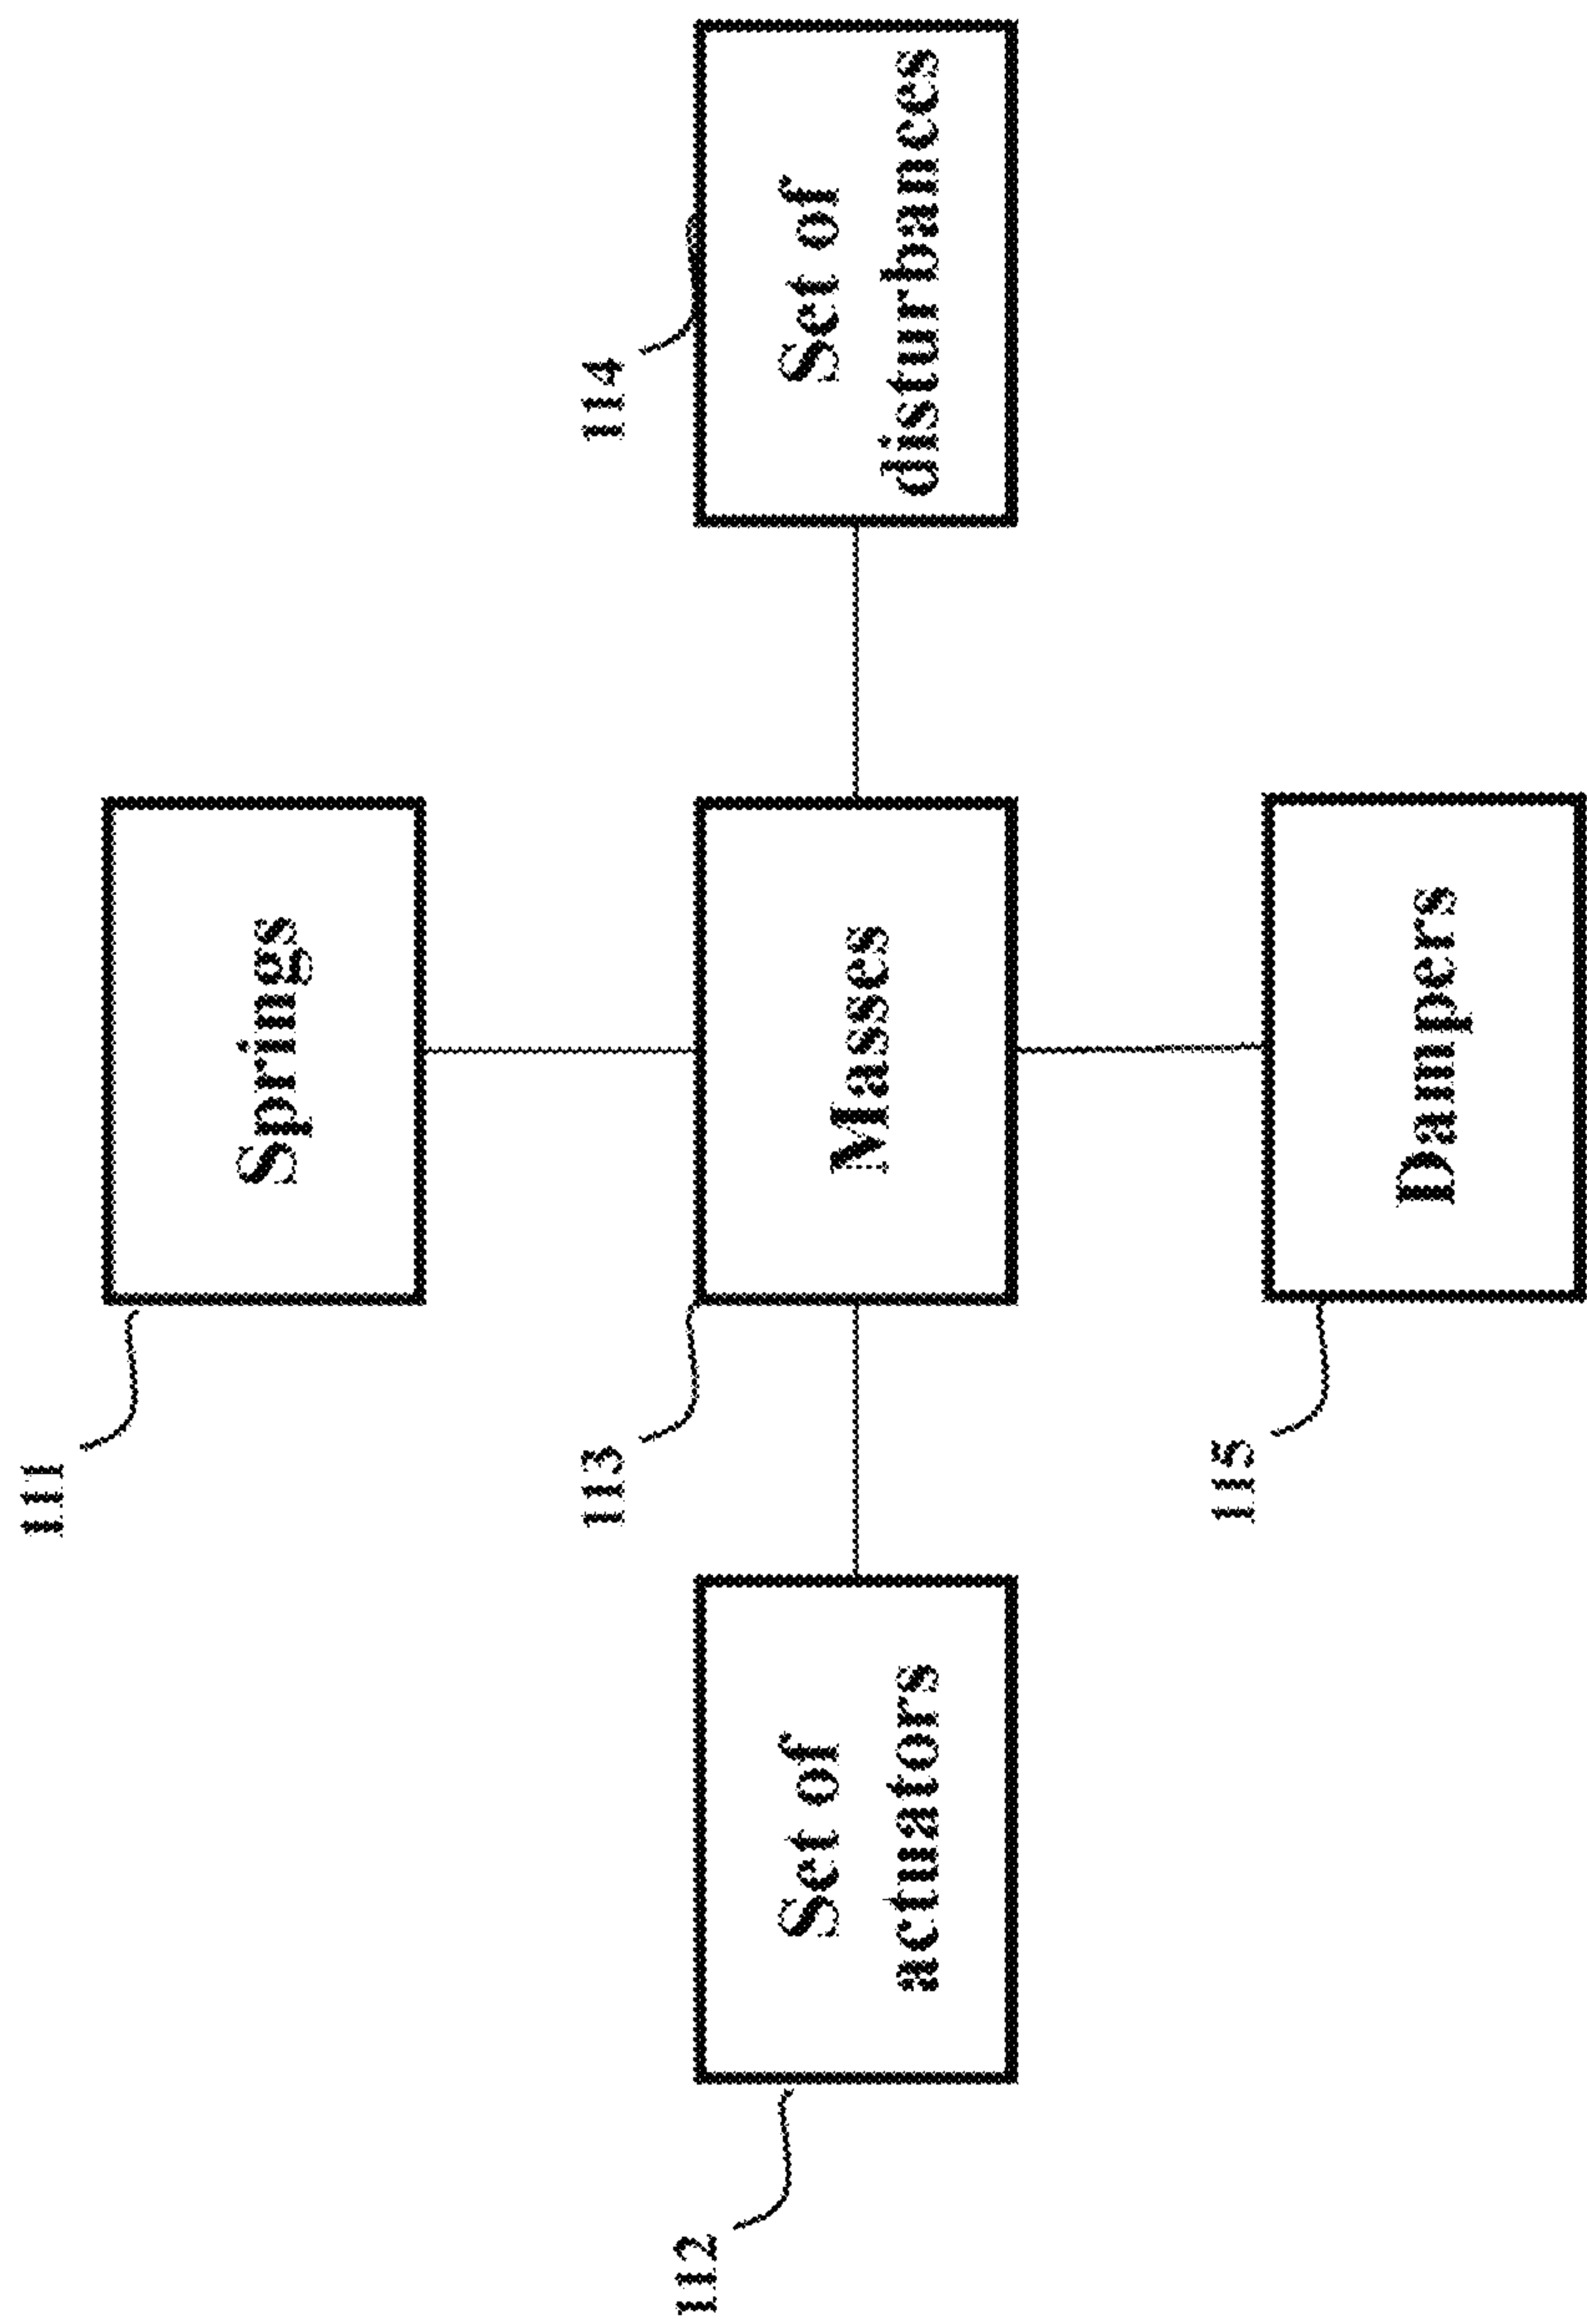 111
Springs
112
Set of
actuators
113
Masses
114
Set of
disturbances
115
Dampers